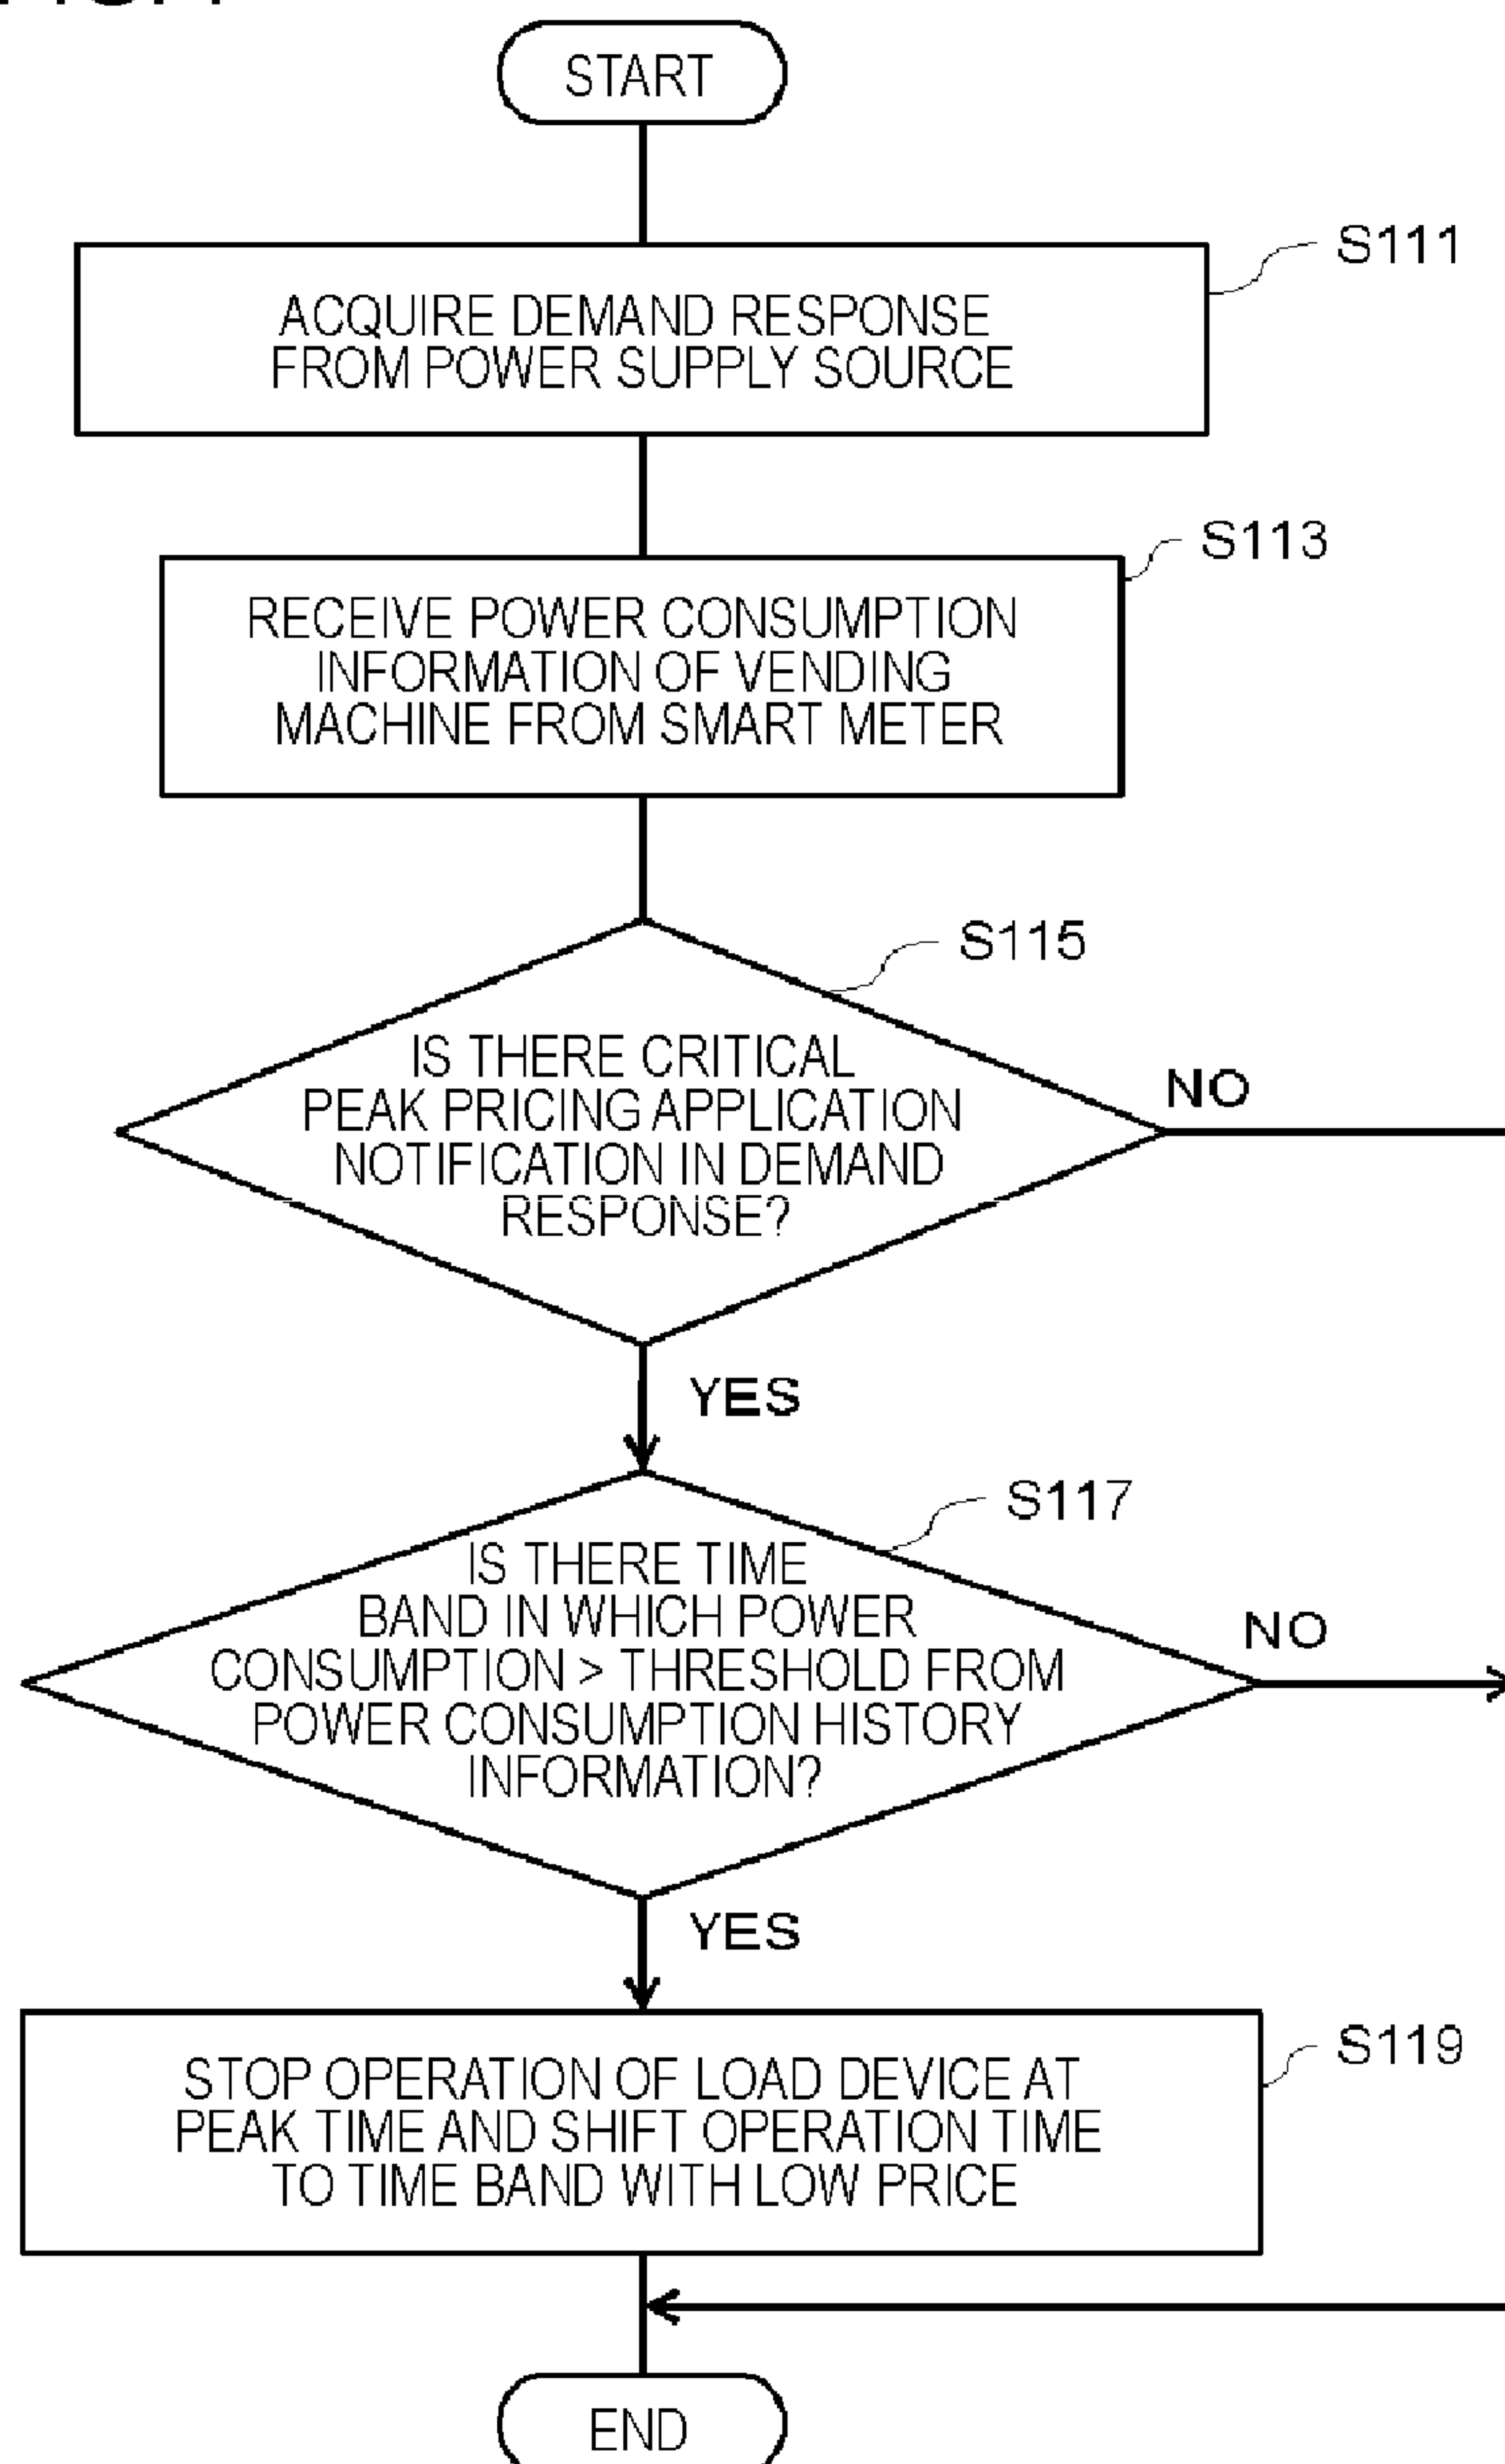 START
S111
ACQUIRE DEMAND RESPONSE
FROM POWER SUPPLY SOURCE
S113
RECEIVE POWER CONSUMPTION
INFORMATION OF VENDING
MACHINE FROM SMART METER
S115
IS THERE CRITICAL
PEAK PRICING APPLICATION
NOTIFICATION IN DEMAND
RESPONSE?
NO
YES
S117
IS THERE TIME
BAND IN WHICH POWER
CONSUMPTION > THRESHOLD FROM
POWER CONSUMPTION HISTORY
INFORMATION?
NO
YES
S119
STOP OPERATION OF LOAD DEVICE AT
PEAK TIME AND SHIFT OPERATION TIME
TO TIME BAND WITH LOW PRICE
END